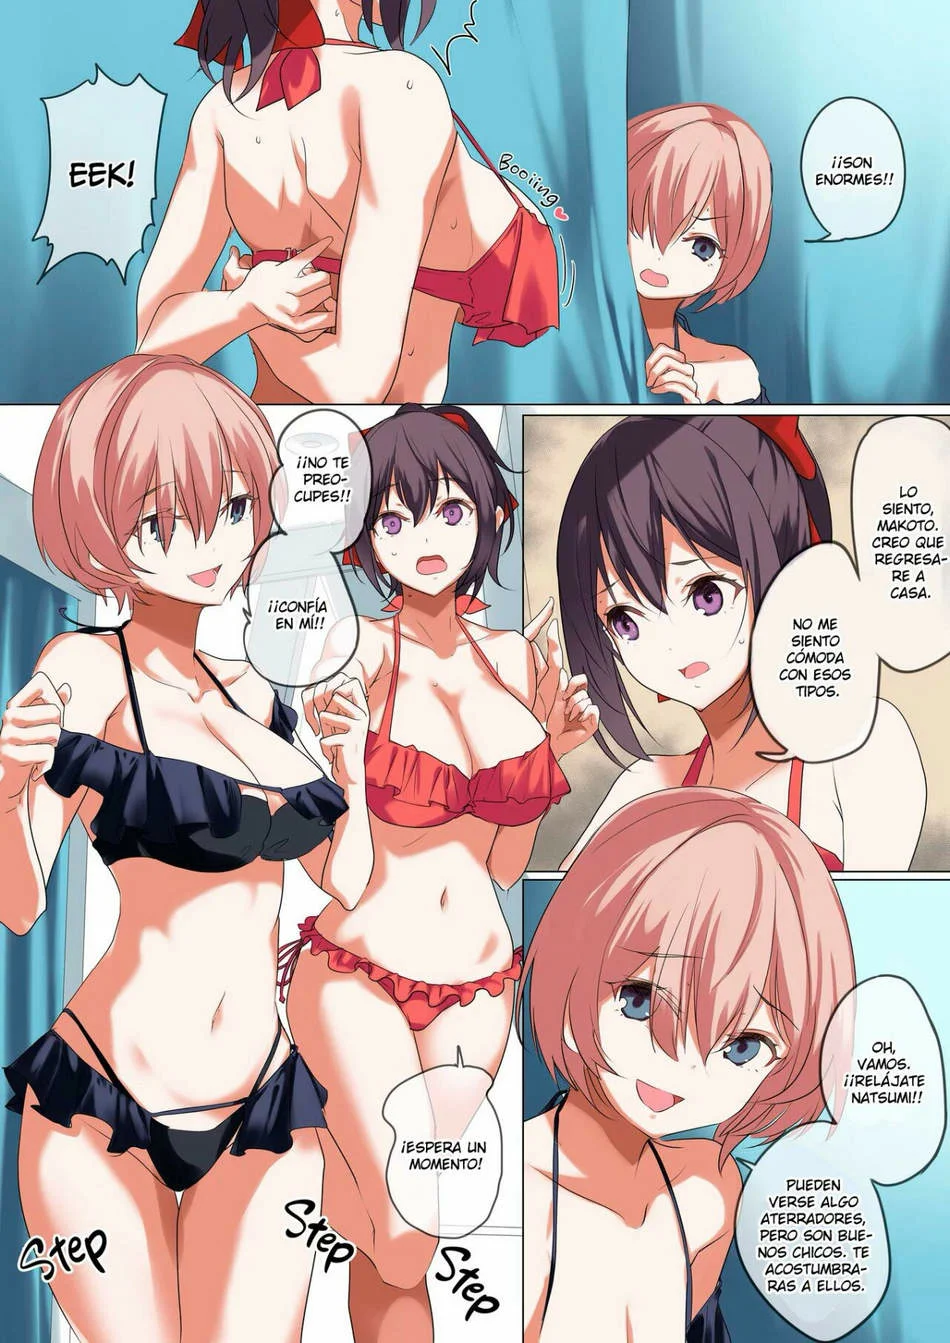 EEK!
Booiing
¡¡SON
ENORMES!!
¡¡NO TE
PREO-
CUPES!!
¡¡CONFÍA
EN MÍ!!
LO
SIENTO,
MAKOTO.
CREO QUE
REGRESA-
RE A
CASA.
NO ME
SIENTO
CÓMODA
CON ESOS
TIPOS.
¡ESPERA UN
MOMENTO!
Step
Step
Step
OH,
VAMOS.
¡¡RELÁJATE
NATSUMI!!
PUEDEN
VERSE ALGO
ATERRADORES,
PERO SON BUE-
NOS CHICOS. TE
ACOSTUMBRA-
RAS A ELLOS.